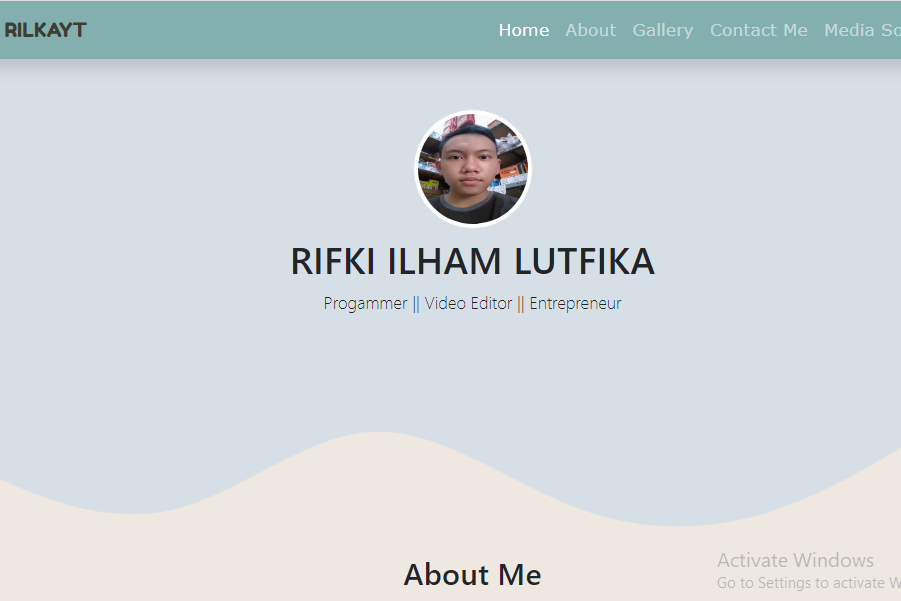 RILKAYT
Home About Gallery Contact Me Media
RIFKI ILHAM LUTFIKA
Progammer || Video Editor || Entrepreneur
About Me
Activate Windows
Go to Settings to activate